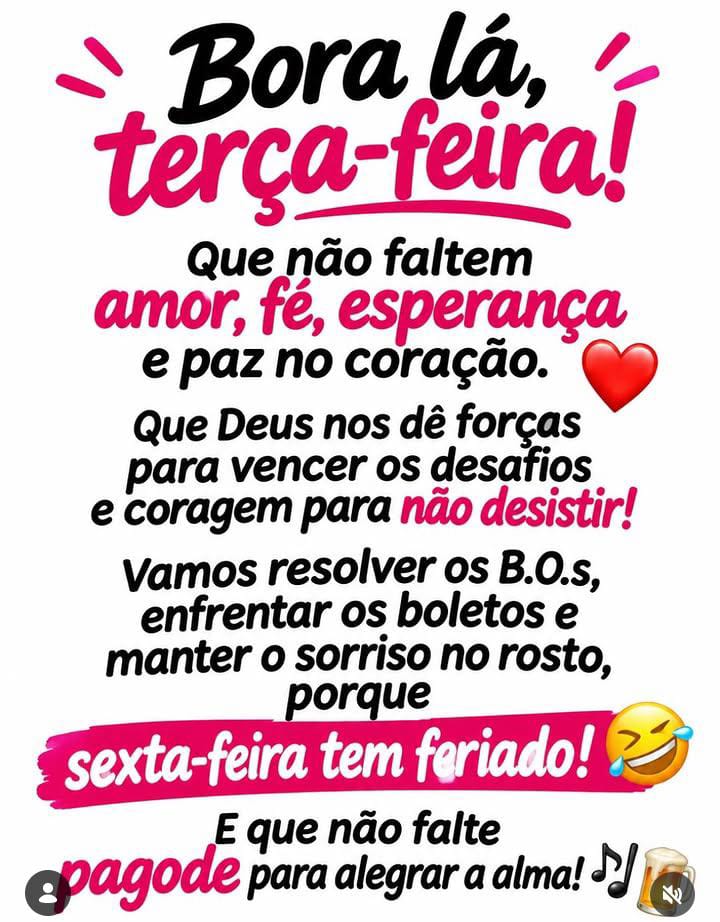 Bora lá,
terça-feira!
Que não faltem
amor, fé, esperança
e paz no coração.
Que Deus nos dê forças
para vencer os desafios
e coragem para não desistir!
Vamos resolver os B.O.s,
enfrentar os boletos e
manter o sorriso no rosto,
porque
sexta-feira tem feriado!
E que não falte
pagode para alegrar a alma!